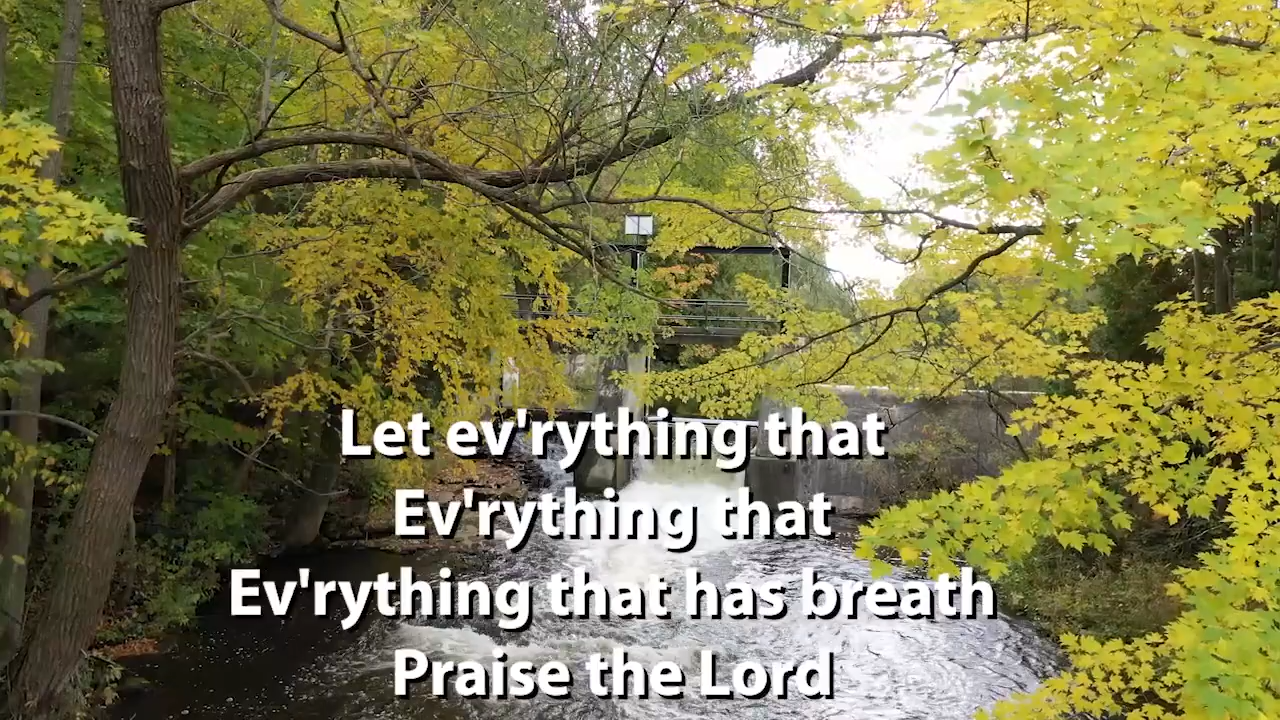 Let ev'rything that
Ev'rything that
Ev'rything that has breath
Praise the Lord